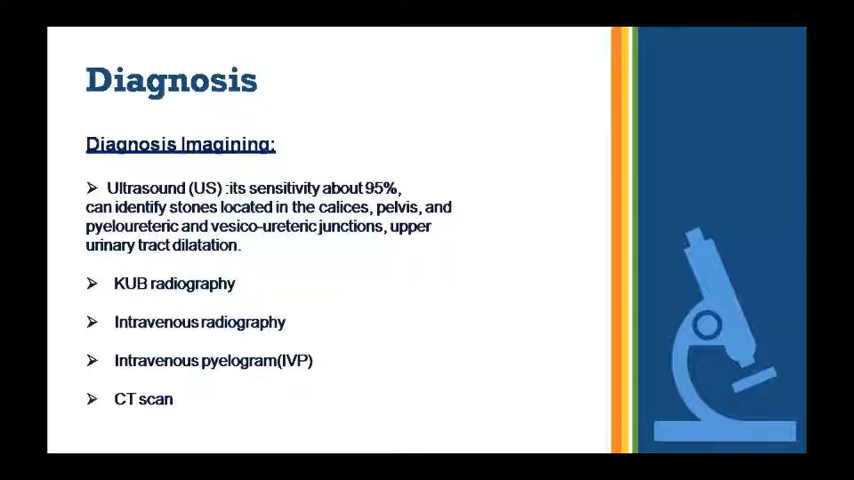 Diagnosis
Diagnosis Imagining:
➢ Ultrasound (US) :its sensitivity about 95%,
can identify stones located in the calices, pelvis, and
pyeloureteric and vesico-ureteric junctions, upper
urinary tract dilatation.
➢ KUB radiography
➢ Intravenous radiography
➢ Intravenous pyelogram(IVP)
➢ CT scan